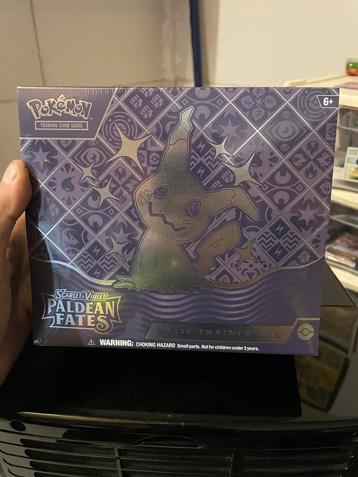 POKéMON
TRADING CARD GAME
6+
SCARLET & VIOLET
PALDEAN
FATES
ELITE TRAINER BOX
WARNING: CHOKING HAZARD Small parts. Not for children under 3 years.